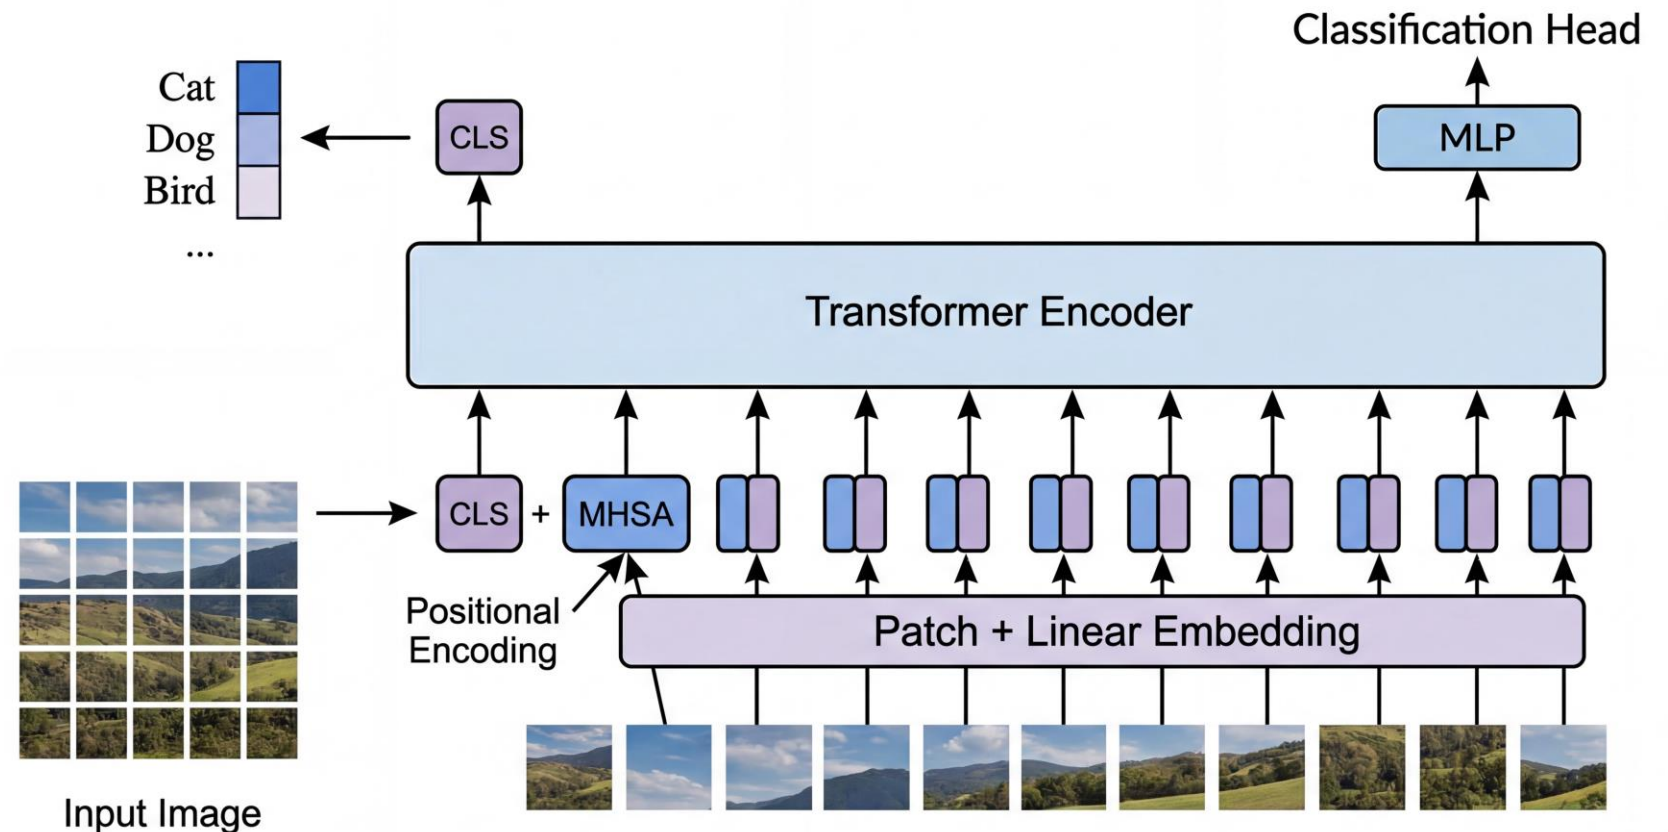 Classification Head
Cat
Dog
Bird
...
CLS
MLP
Transformer Encoder
CLS + MHSA
Positional
Encoding
Patch + Linear Embedding
Input Image